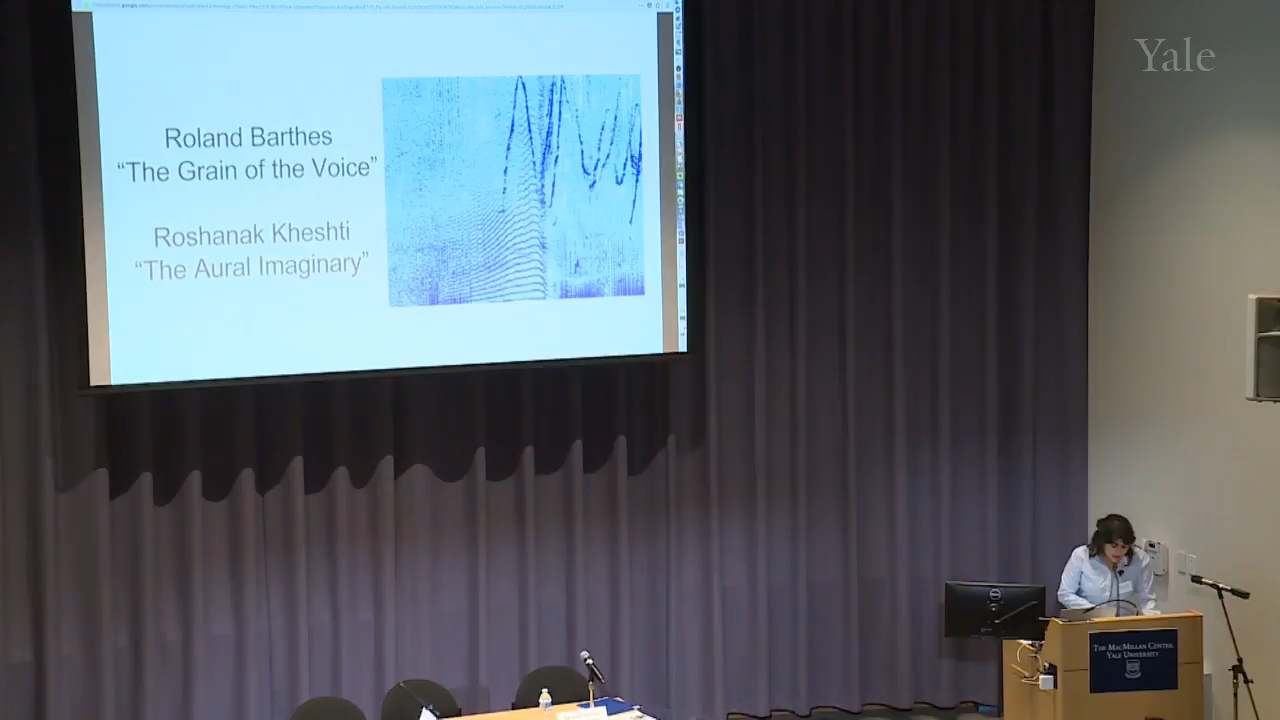 Roland Barthes
“The Grain of the Voice”
Roshanak Kheshti
“The Aural Imaginary”
Yale
THE MACMILLAN CENTER
YALE UNIVERSITY